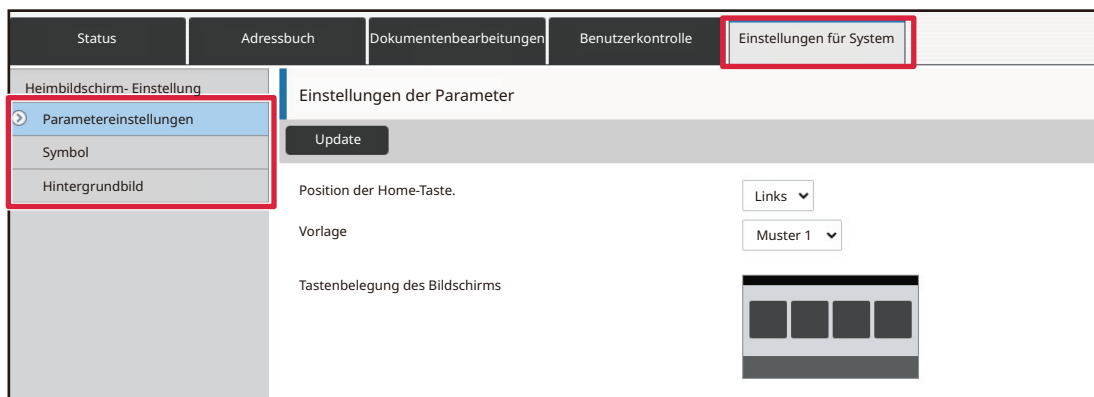 Status
Adressbuch
Dokumentenbearbeitungen
Benutzerkontrolle
Einstellungen für System
Heimbildschirm- Einstellung
Parametereinstellungen
Symbol
Hintergrundbild
Einstellungen der Parameter
Update
Position der Home-Taste.
Links
Vorlage
Muster 1
Tastenbelegung des Bildschirms